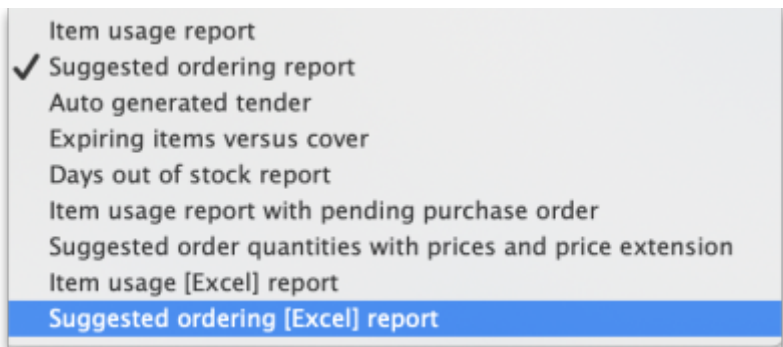 Item usage report
✓ Suggested ordering report
Auto generated tender
Expiring items versus cover
Days out of stock report
Item usage report with pending purchase order
Suggested order quantities with prices and price extension
Item usage [Excel] report
Suggested ordering [Excel] report